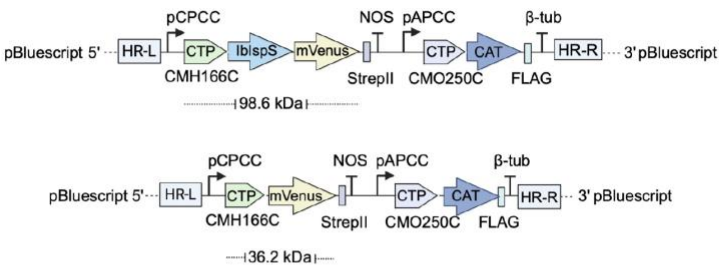 pCPCC NOS pAPCC β-tub
pBluescript 5' HR-L CTP IbIspS mVenus CTP CAT HR-R 3' pBluescript
CMH166C StrepII CMO250C FLAG
98.6 kDa
pCPCC NOS pAPCC β-tub
pBluescript 5' HR-L CTP mVenus CTP CAT HR-R 3' pBluescript
CMH166C StrepII CMO250C FLAG
36.2 kDa